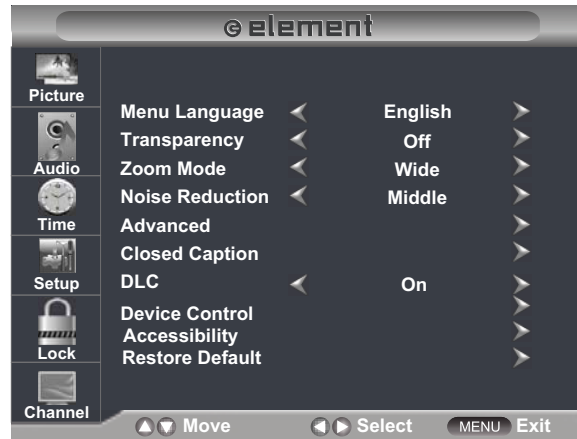 element
Picture
Audio
Time
Setup
Lock
Channel
Menu Language English
Transparency Off
Zoom Mode Wide
Noise Reduction Middle
Advanced
Closed Caption
DLC On
Device Control
Accessibility
Restore Default
Move Select MENU Exit